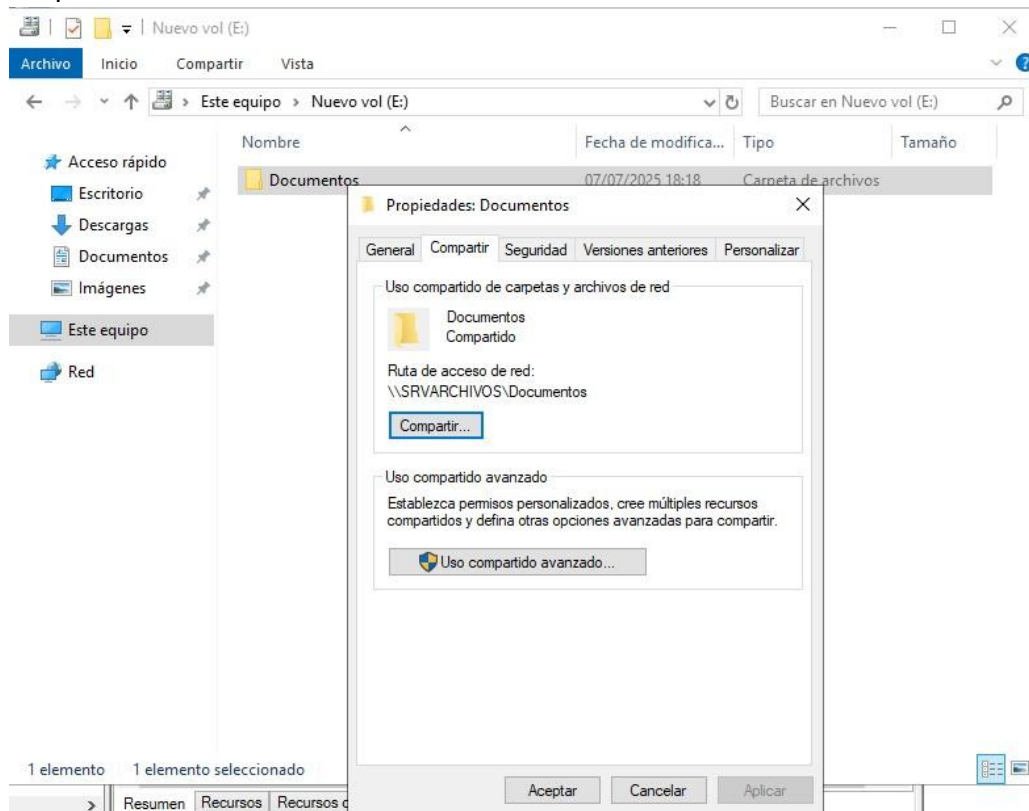 Nuevo vol (E:)
Archivo Inicio Compartir Vista
Este equipo > Nuevo vol (E:) Buscar en Nuevo vol (E:)
Nombre Fecha de modifica... Tipo Tamaño
Acceso rápido
Escritorio
Descargas
Documentos
Imágenes
Este equipo
Red
Documentos 07/07/2025 18:18 Carpeta de archivos
Propiedades: Documentos
General Compartir Seguridad Versiones anteriores Personalizar
Uso compartido de carpetas y archivos de red
Documentos
Compartido
Ruta de acceso de red:
\\SRVARCHIVOS\Documentos
Compartir...
Uso compartido avanzado
Establezca permisos personalizados, cree múltiples recursos
compartidos y defina otras opciones avanzadas para compartir.
Uso compartido avanzado...
Aceptar Cancelar Aplicar
1 elemento 1 elemento seleccionado
Resumen Recursos Recursos